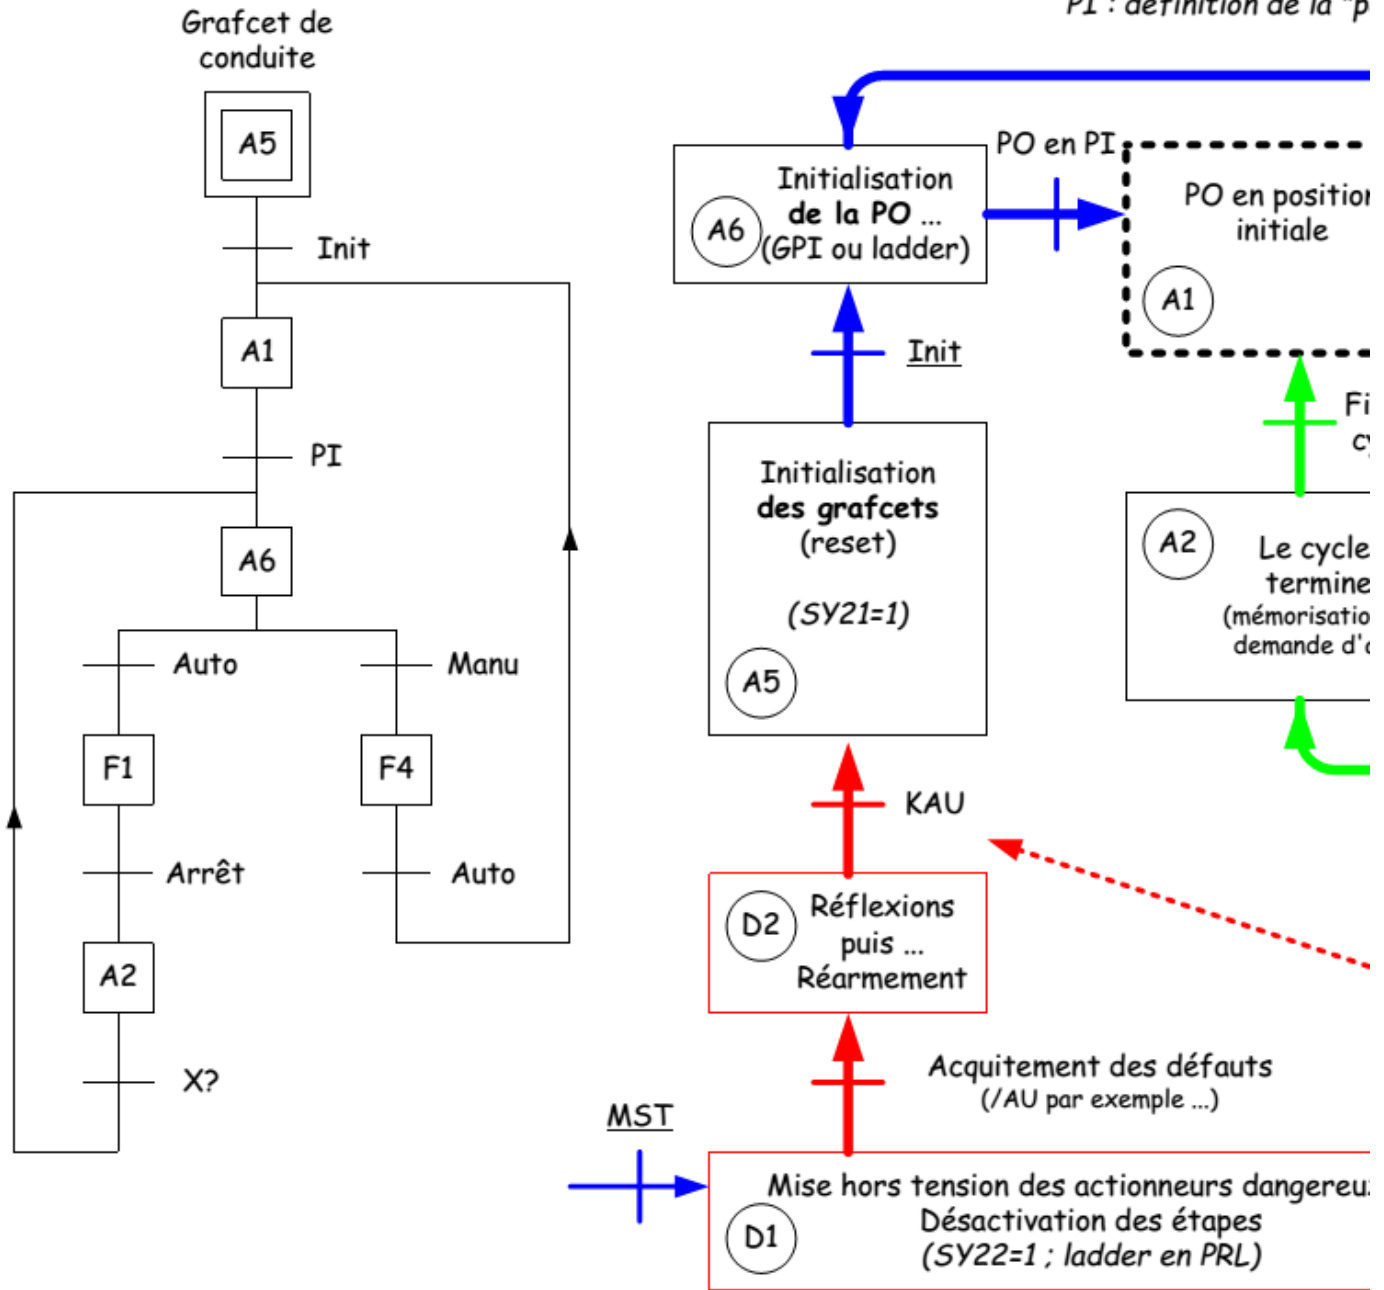 PI : définition de la "p
Grafcet de
conduite
A5
Init
A1
PI
A6
Auto
Manu
F1
F4
Arrêt
Auto
A2
X?
Initialisation
de la PO ...
(GPI ou ladder)
A6
PO en PI
PO en position
initiale
A1
Init
Fi
cy
Initialisation
des grafcets
(reset)
(SY21=1)
A5
A2
Le cycle
termine
(mémorisatio
demande d'a
KAU
D2
Réflexions
puis ...
Réarmement
Acquitement des défauts
(/AU par exemple ...)
MST
Mise hors tension des actionneurs dangereu
Désactivation des étapes
(SY22=1 ; ladder en PRL)
D1